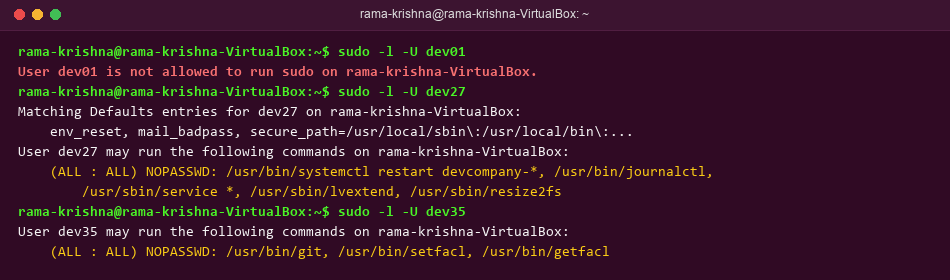 rama-krishna@rama-krishna-VirtualBox: ~
rama-krishna@rama-krishna-VirtualBox:~$ sudo -l -U dev01
User dev01 is not allowed to run sudo on rama-krishna-VirtualBox.
rama-krishna@rama-krishna-VirtualBox:~$ sudo -l -U dev27
Matching Defaults entries for dev27 on rama-krishna-VirtualBox:
    env_reset, mail_badpass, secure_path=/usr/local/sbin\:/usr/local/bin\:...
User dev27 may run the following commands on rama-krishna-VirtualBox:
    (ALL : ALL) NOPASSWD: /usr/bin/systemctl restart devcompany-*, /usr/bin/journalctl,
        /usr/sbin/service *, /usr/sbin/lvextend, /usr/sbin/resize2fs
rama-krishna@rama-krishna-VirtualBox:~$ sudo -l -U dev35
User dev35 may run the following commands on rama-krishna-VirtualBox:
    (ALL : ALL) NOPASSWD: /usr/bin/git, /usr/bin/setfacl, /usr/bin/getfacl